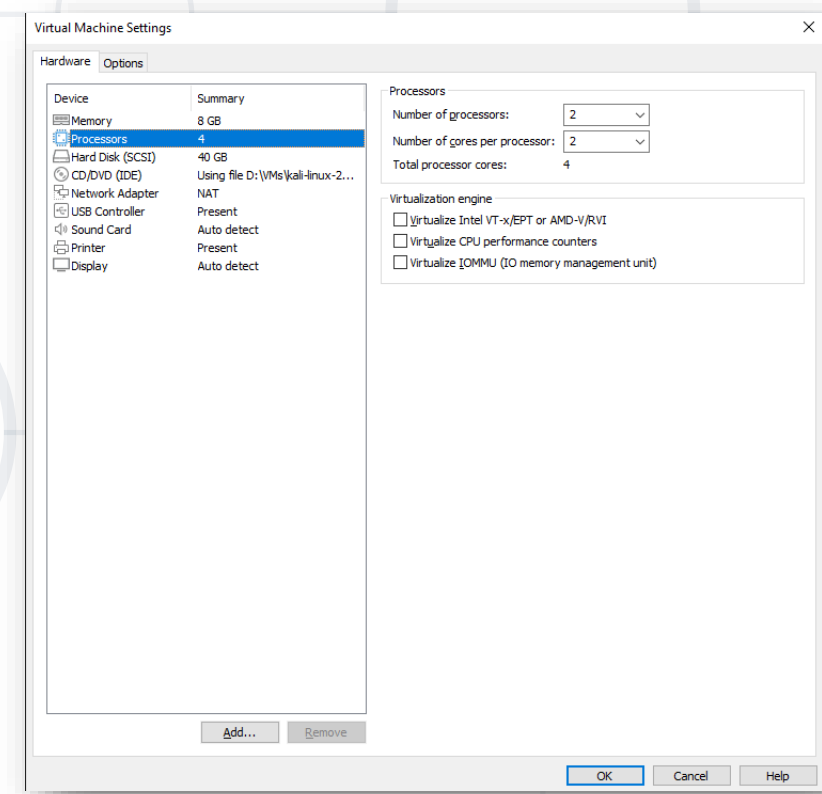 Virtual Machine Settings
Hardware Options
Device Summary
Memory 8 GB
Processors 4
Hard Disk (SCSI) 40 GB
CD/DVD (IDE) Using file D:\VMs\kali-linux-2...
Network Adapter NAT
USB Controller Present
Sound Card Auto detect
Printer Present
Display Auto detect
Add... Remove
Processors
Number of processors: 2
Number of cores per processor: 2
Total processor cores: 4
Virtualization engine
Virtualize Intel VT-x/EPT or AMD-V/RVI
Virtualize CPU performance counters
Virtualize IOMMU (IO memory management unit)
OK Cancel Help